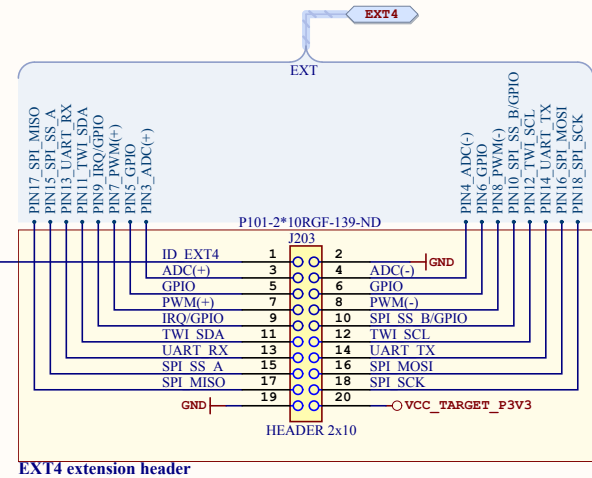 EXT4
EXT
PIN17_SPI_MISO
PIN15_SPI_SS_A
PIN13_UART_RX
PIN11_TWI_SDA
PIN9_IRQ/GPIO
PIN7_PWM(+)
PIN5_GPIO
PIN3_ADC(+)
PIN4_ADC(-)
PIN6_GPIO
PIN8_PWM(-)
PIN10_SPI_SS_B/GPIO
PIN12_TWI_SCL
PIN14_UART_TX
PIN16_SPI_MOSI
PIN18_SPI_SCK
P101-2*10RGF-139-ND
J203
ID_EXT4 1 2 GND
ADC(+) 3 4 ADC(-)
GPIO 5 6 GPIO
PWM(+) 7 8 PWM(-)
IRQ/GPIO 9 10 SPI_SS_B/GPIO
TWI_SDA 11 12 TWI_SCL
UART_RX 13 14 UART_TX
SPI_SS_A 15 16 SPI_MOSI
SPI_MISO 17 18 SPI_SCK
GND 19 20 VCC_TARGET_P3V3
HEADER 2x10
EXT4 extension header